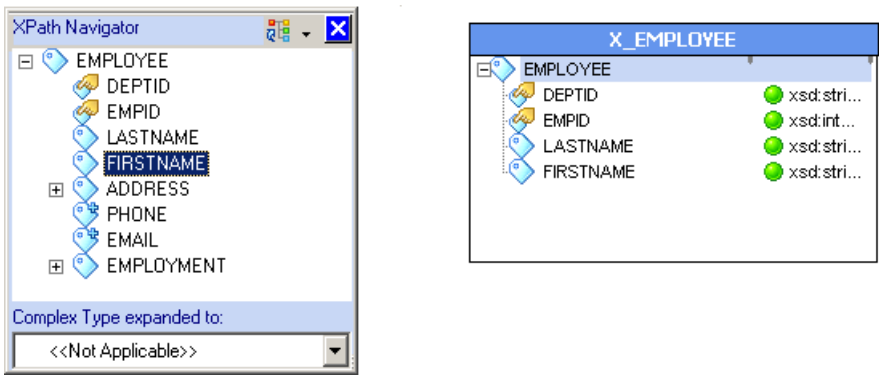 XPath Navigator
EMPLOYEE
DEPTID
EMPID
LASTNAME
FIRSTNAME
ADDRESS
PHONE
EMAIL
EMPLOYMENT
Complex Type expanded to:
<<Not Applicable>>
X_EMPLOYEE
EMPLOYEE
DEPTID xsd:stri...
EMPID xsd:int...
LASTNAME xsd:stri...
FIRSTNAME xsd:stri...